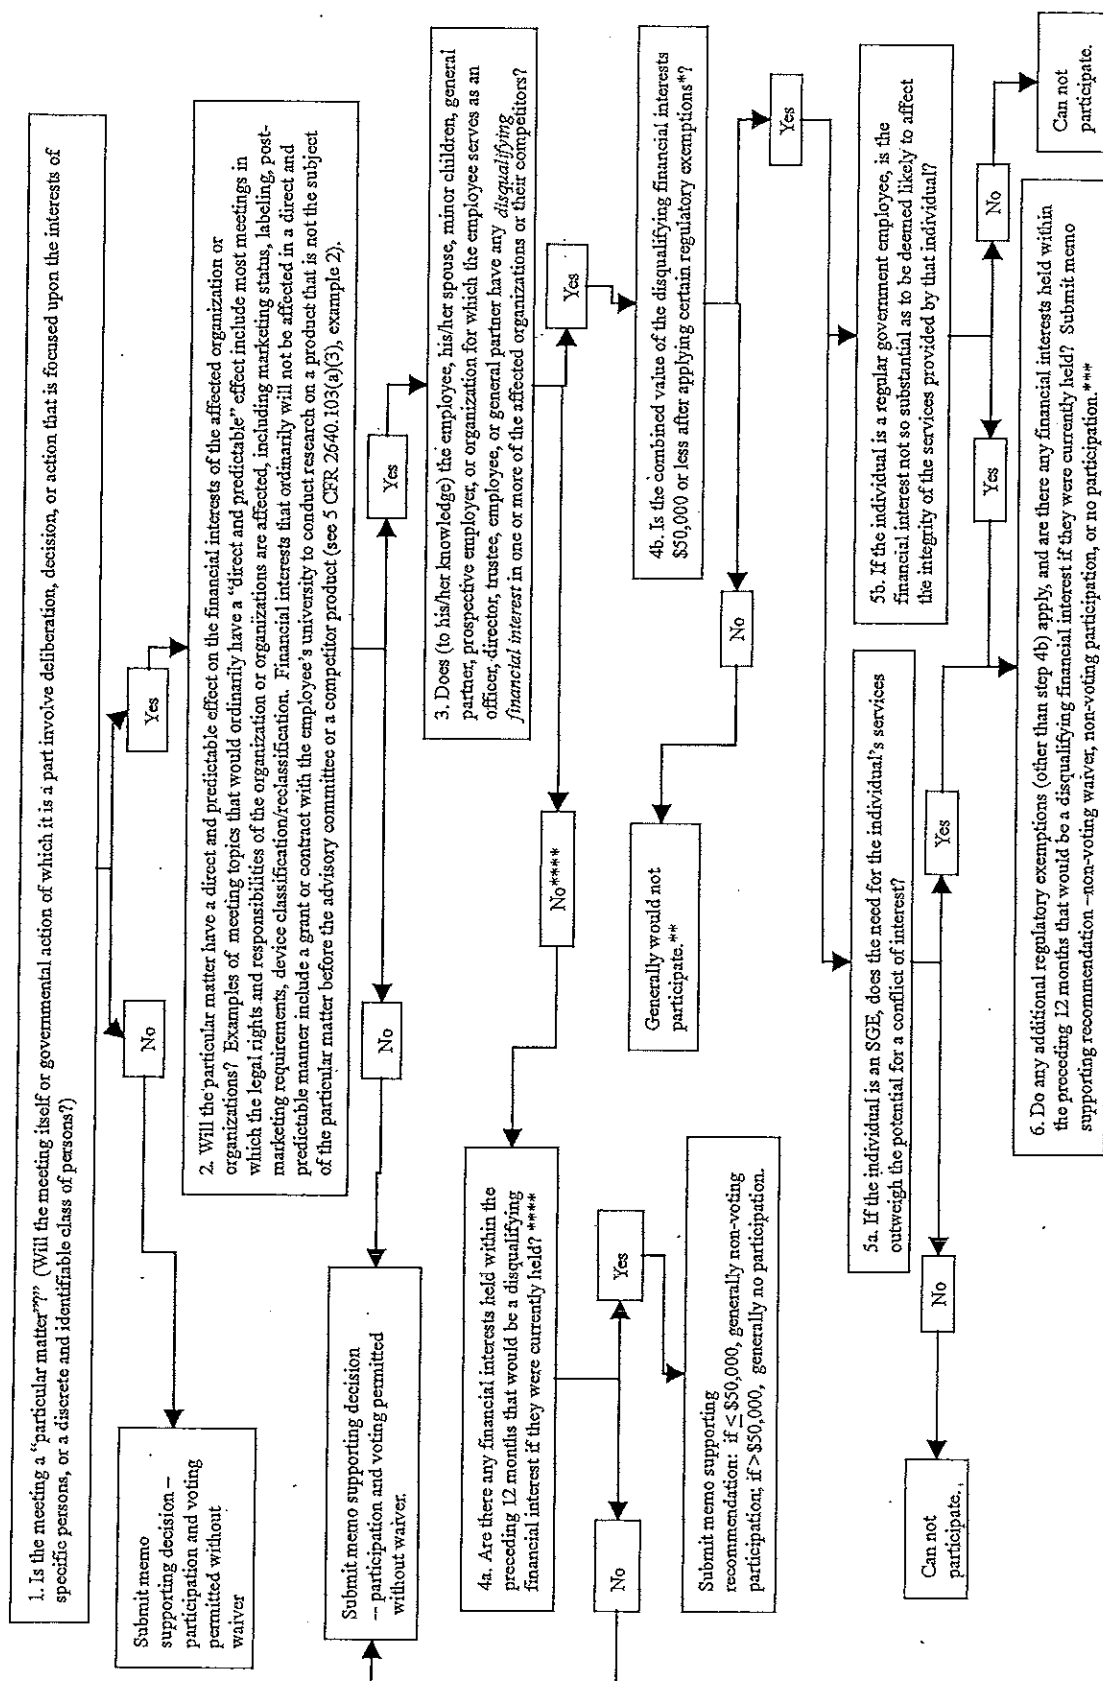 1. Is the meeting a “particular matter”?” (Will the meeting itself or governmental action of which it is a part involve deliberation, decision, or action that is focused upon the interests of
specific persons, or a discrete and identifiable class of persons?)
No
Yes
Submit memo
supporting decision –
participation and voting
permitted without
waiver
2. Will the particular matter have a direct and predictable effect on the financial interests of the affected organization or
organizations? Examples of meeting topics that would ordinarily have a “direct and predictable” effect include most meetings in
which the legal rights and responsibilities of the organization or organizations are affected, including marketing status, labeling, post-
marketing requirements, device classification/reclassification. Financial interests that ordinarily will not be affected in a direct and
predictable manner include a grant or contract with the employee's university to conduct research on a product that is not the subject
of the particular matter before the advisory committee or a competitor product (see 5 CFR 2640.103(a)(3), example 2).
No
Yes
Submit memo supporting decision
-- participation and voting permitted
without waiver.
3. Does (to his/her knowledge) the employee, his/her spouse, minor children, general
partner, prospective employer, or organization for which the employee serves as an
officer, director, trustee, employee, or general partner have any disqualifying
financial interest in one or more of the affected organizations or their competitors?
No****
Yes
4a. Are there any financial interests held within the
preceding 12 months that would be a disqualifying
financial interest if they were currently held? ****
No
Yes
Submit memo supporting
recommendation: if ≤ $50,000, generally non-voting
participation; if >$50,000, generally no participation.
4b. Is the combined value of the disqualifying financial interests
$50,000 or less after applying certain regulatory exemptions*?
No
Yes
Generally would not
participate.**
5a. If the individual is an SGE, does the need for the individual's services
outweigh the potential for a conflict of interest?
No
Yes
Can not
participate.
5b. If the individual is a regular government employee, is the
financial interest not so substantial as to be deemed likely to affect
the integrity of the services provided by that individual?
Yes
No
Can not
participate.
6. Do any additional regulatory exemptions (other than step 4b) apply, and are there any financial interests held within
the preceding 12 months that would be a disqualifying financial interest if they were currently held? Submit memo
supporting recommendation –non-voting waiver, non-voting participation, or no participation.***